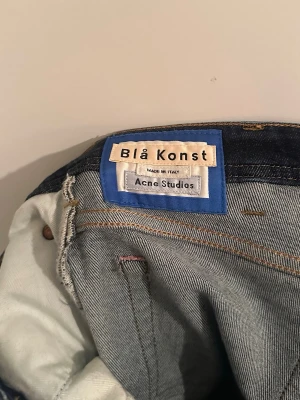 Blå Konst
MADE IN ITALY
Acne Studios